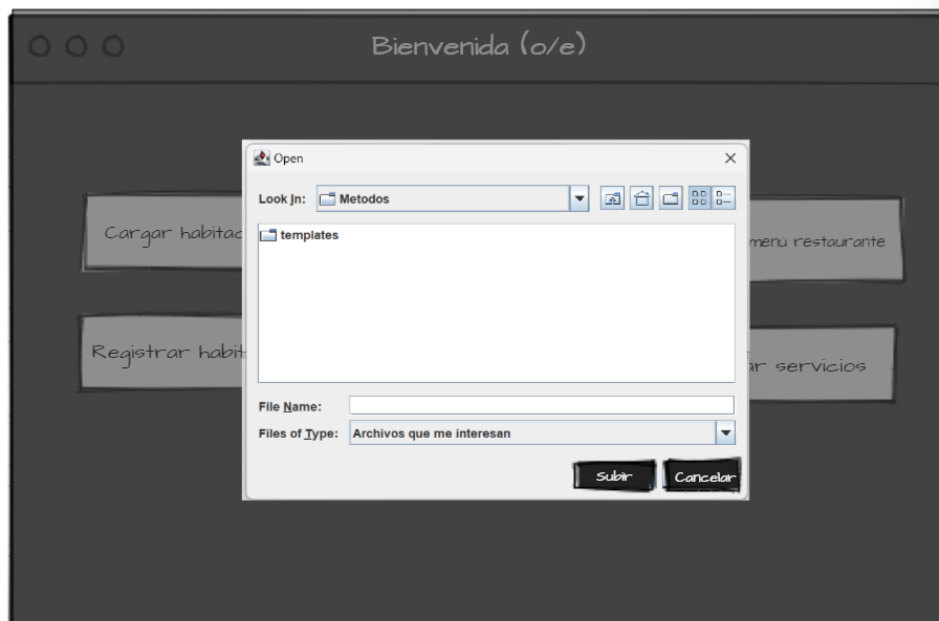 Bienvenida (o/e)
Open
Look In: Metodos
Cargar habitac
templates
menú restaurante
Registrar habit
ar servicios
File Name:
Files of Type: Archivos que me interesan
Subir Cancelar